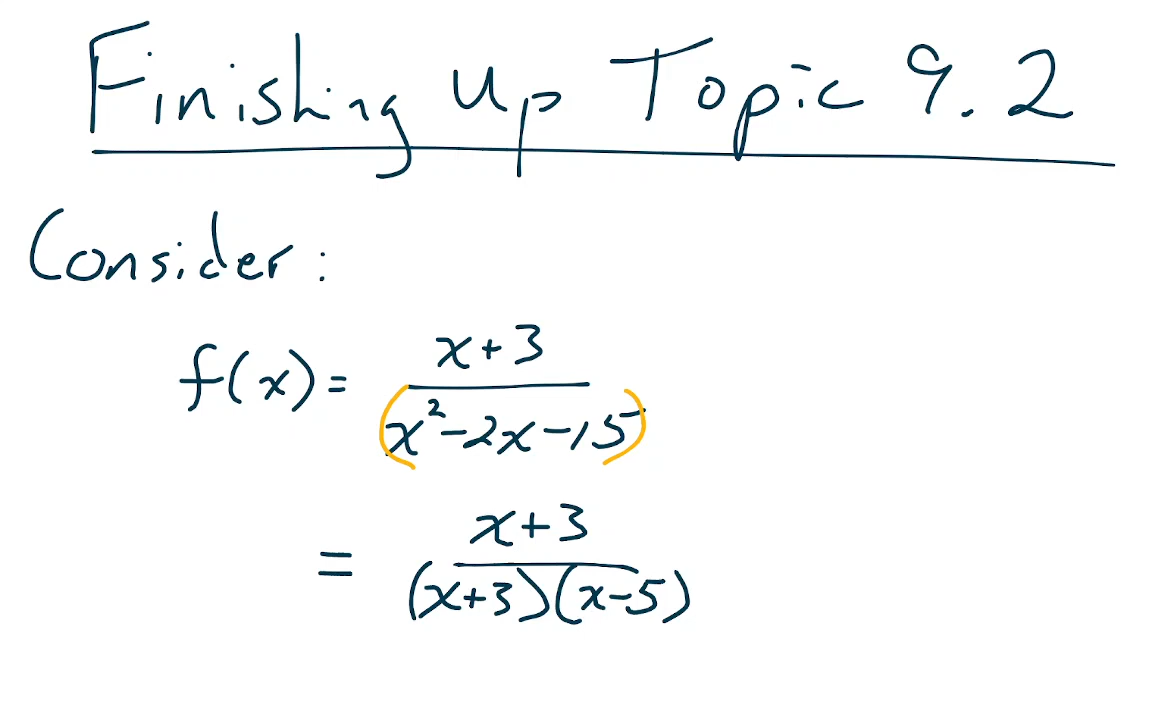 Finishing Up Topic 9.2
Consider:
f(x) = (x+3)/(x²-2x-15)
= (x+3)/((x+3)(x-5))